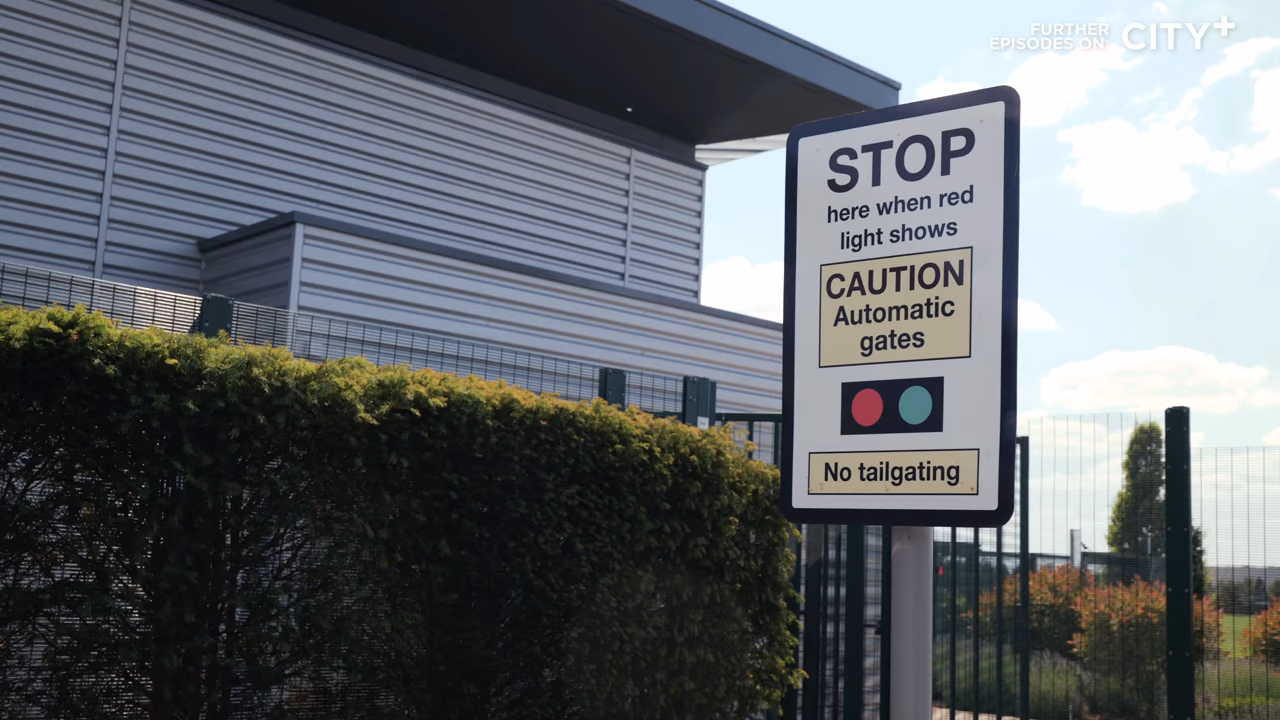 FURTHER
EPISODES ON
CITY+
STOP
here when red
light shows
CAUTION
Automatic
gates
No tailgating